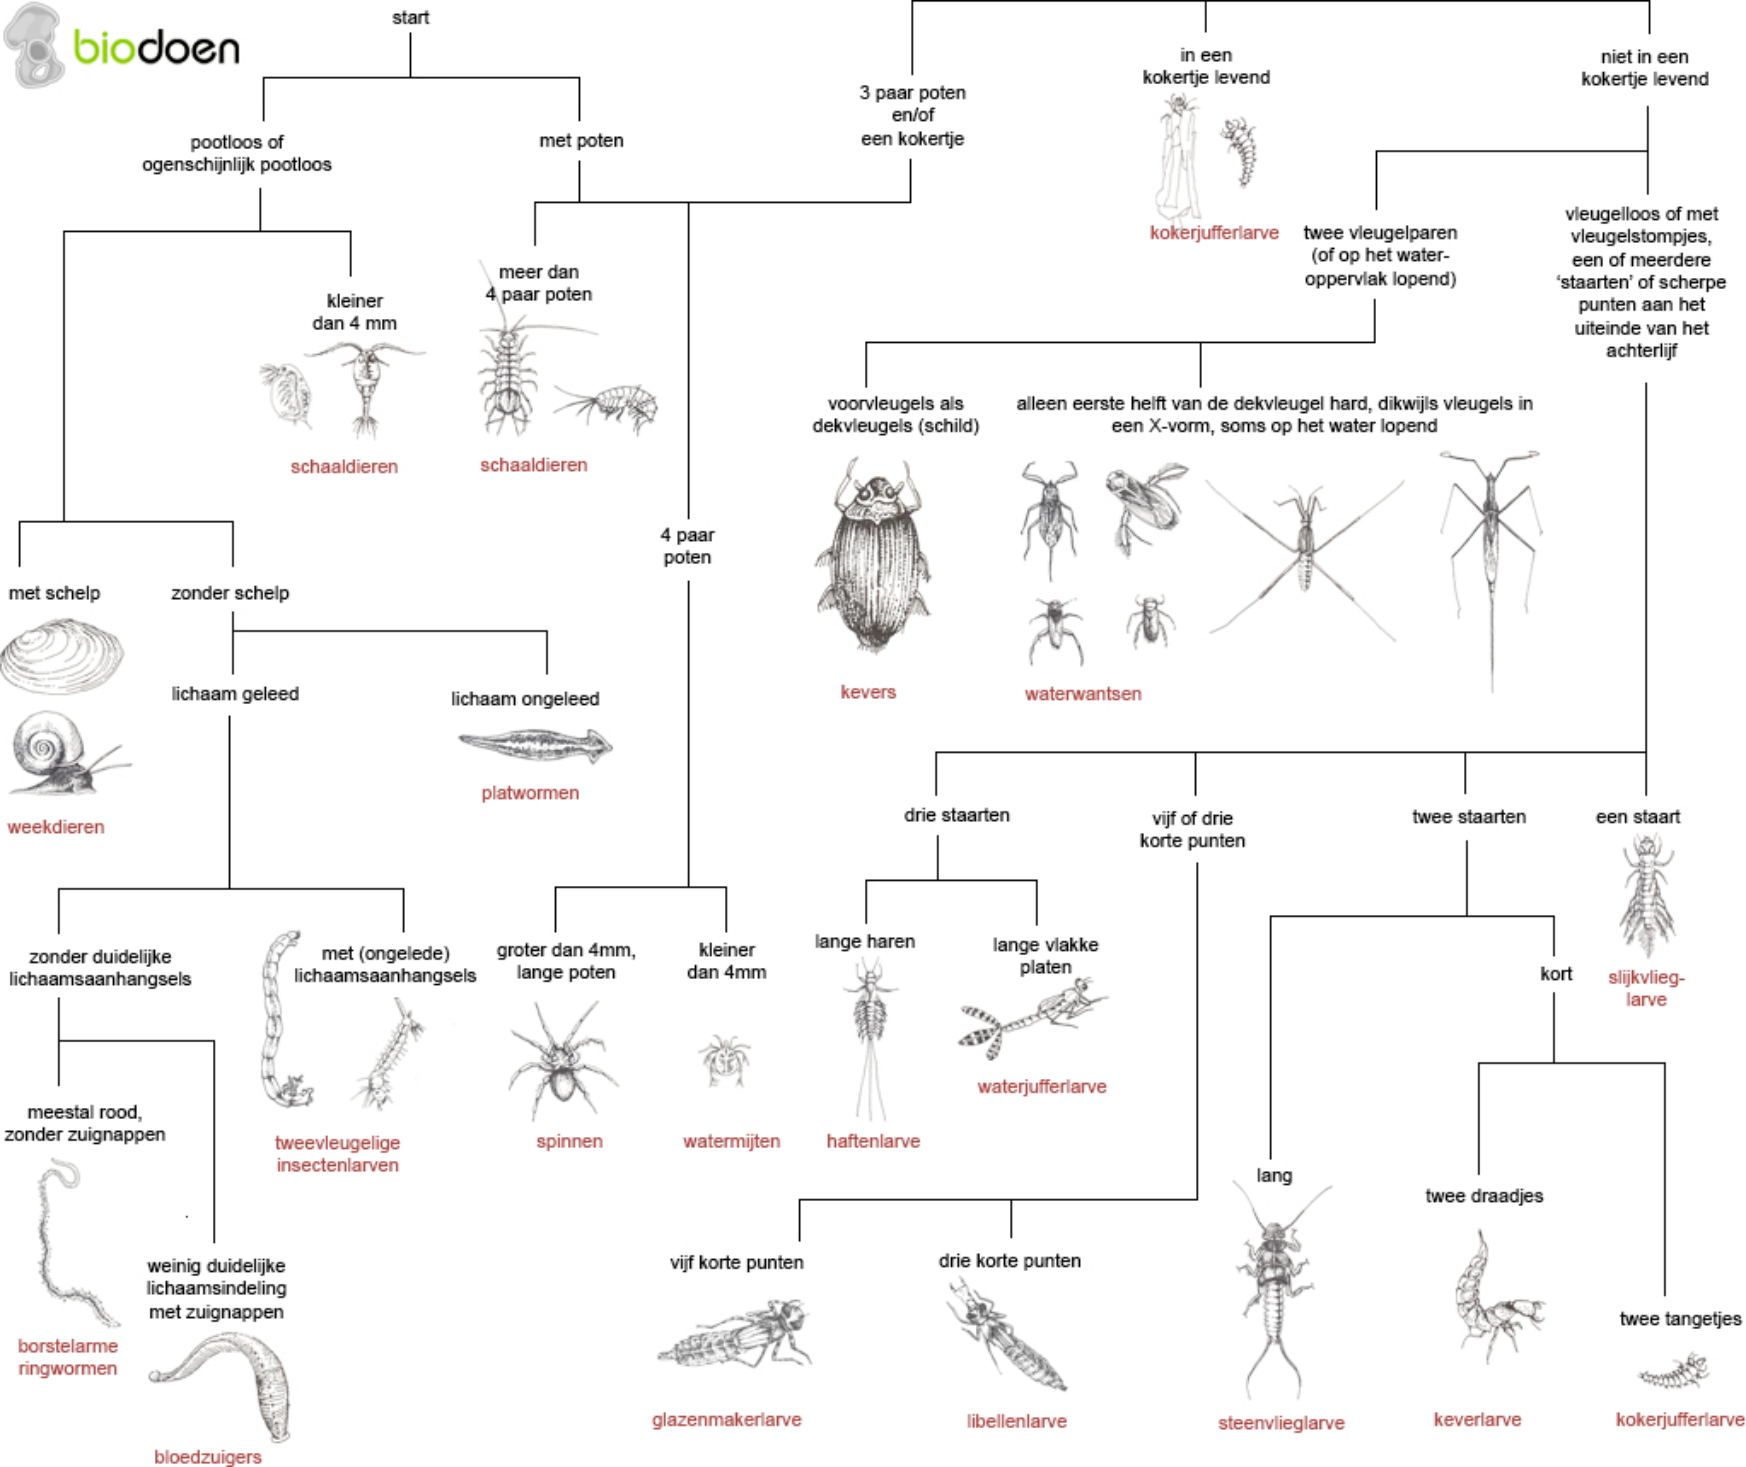 biodoen
start
pootloos of
ogenschijnlijk pootloos
met poten
3 paar poten
en/of
een kokertje
in een
kokertje levend
kokerjufferlarve
niet in een
kokertje levend
twee vleugelparen
(of op het water-
oppervlak lopend)
vleugelloos of met
vleugelstompjes,
een of meerdere
‘staarten’ of scherpe
punten aan het
uiteinde van het
achterlijf
kleiner
dan 4 mm
schaaldieren
meer dan
4 paar poten
schaaldieren
voorvleugels als
dekvleugels (schild)
kevers
alleen eerste helft van de dekvleugel hard, dikwijls vleugels in
een X-vorm, soms op het water lopend
waterwantsen
4 paar
poten
met schelp
weekdieren
zonder schelp
lichaam geleed
lichaam ongeleed
platwormen
drie staarten
vijf of drie
korte punten
twee staarten
een staart
slijkvlieg-
larve
zonder duidelijke
lichaamsaanhangsels
met (ongelede)
lichaamsaanhangsels
tweevleugelige
insectenlarven
groter dan 4mm,
lange poten
spinnen
kleiner
dan 4mm
watermijten
lange haren
haftenlarve
lange vlakke
platen
waterjufferlarve
kort
lang
steenvlieglarve
twee draadjes
keverlarve
twee tangetjes
kokerjufferlarve
meestal rood,
zonder zuignappen
borstelarme
ringwormen
weinig duidelijke
lichaamsindeling
met zuignappen
bloedzuigers
vijf korte punten
glazenmakerlarve
drie korte punten
libellenlarve